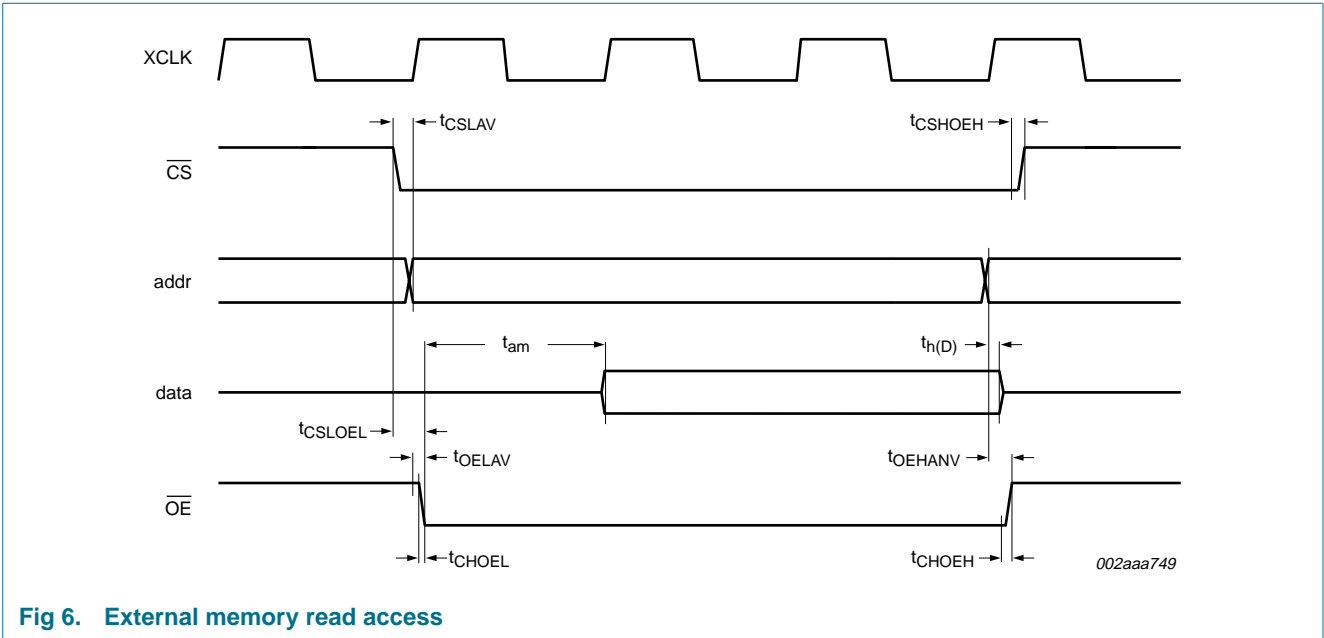 XCLK
tCSLAV
tCSHOEH
CS
addr
tam
th(D)
data
tCSLOEL
tOELAV
tOEHANV
OE
tCHOEL
tCHOEH
002aaa749
Fig 6. External memory read access